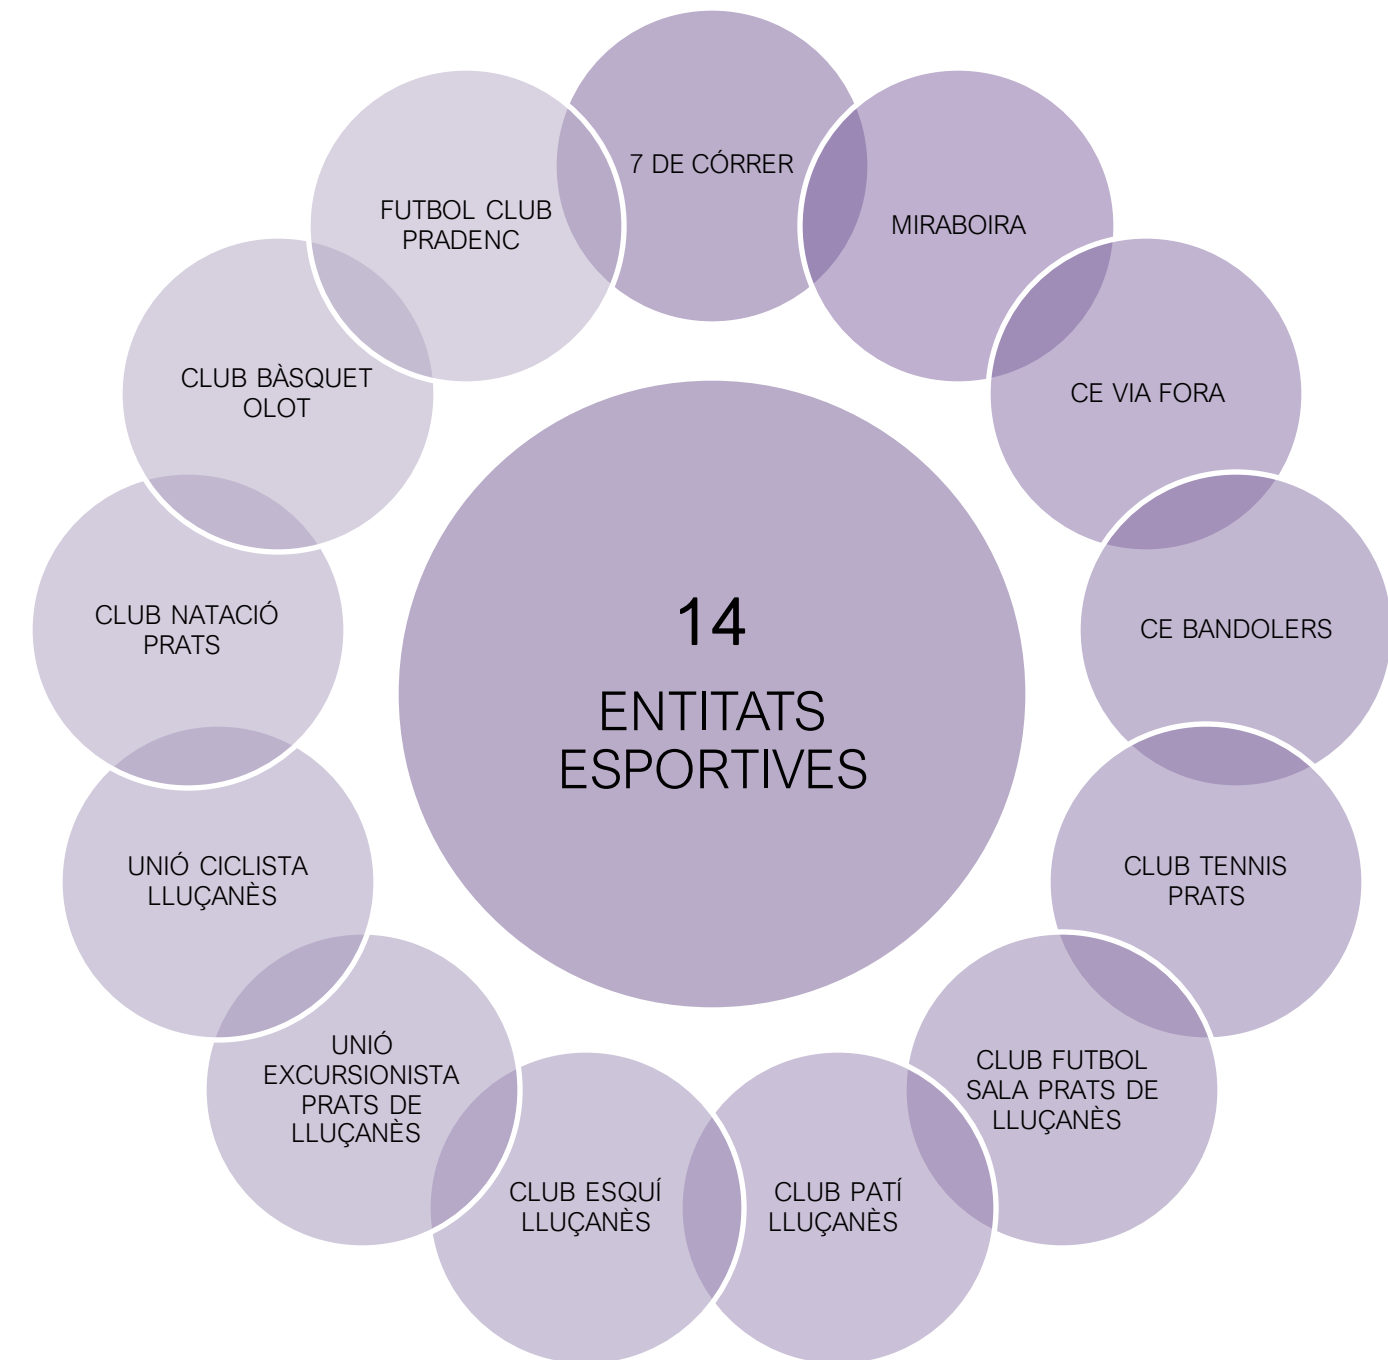 7 DE CÓRRER
MIRABOIRA
CE VIA FORA
CE BANDOLERS
CLUB TENNIS
PRATS
CLUB FUTBOL
SALA PRATS DE
LLUÇANÈS
CLUB PATÍ
LLUÇANÈS
CLUB ESQUÍ
LLUÇANÈS
UNIÓ
EXCURSIONISTA
PRATS DE
LLUÇANÈS
UNIÓ CICLISTA
LLUÇANÈS
CLUB NATACIÓ
PRATS
CLUB BÀSQUET
OLOT
FUTBOL CLUB
PRADENC
14
ENTITATS
ESPORTIVES